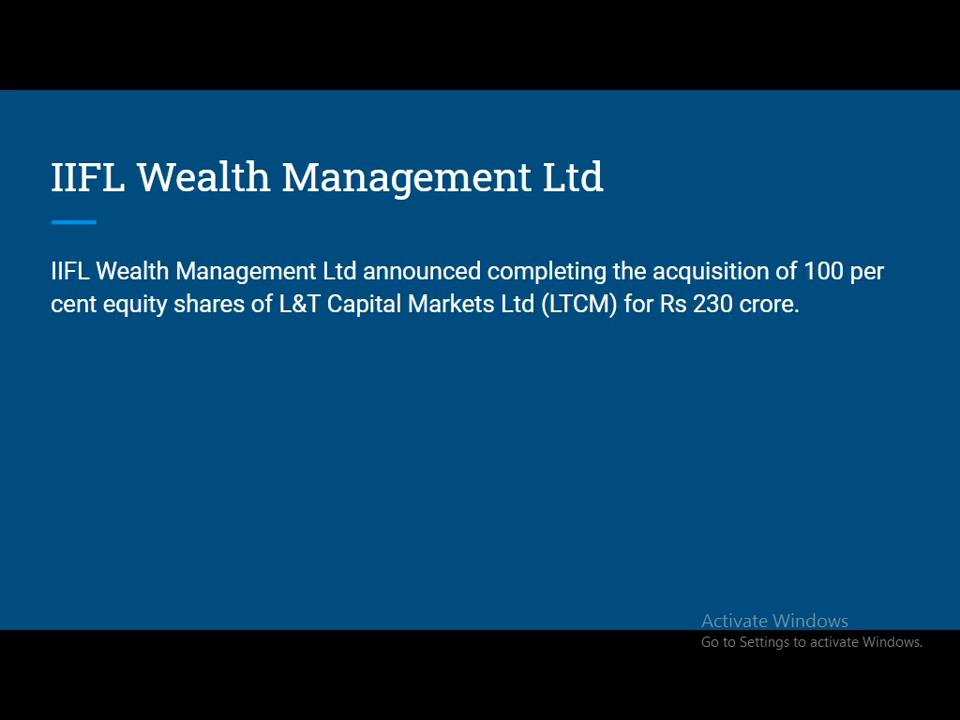 IIFL Wealth Management Ltd
IIFL Wealth Management Ltd announced completing the acquisition of 100 per
cent equity shares of L&T Capital Markets Ltd (LTCM) for Rs 230 crore.
Activate Windows
Go to Settings to activate Windows.